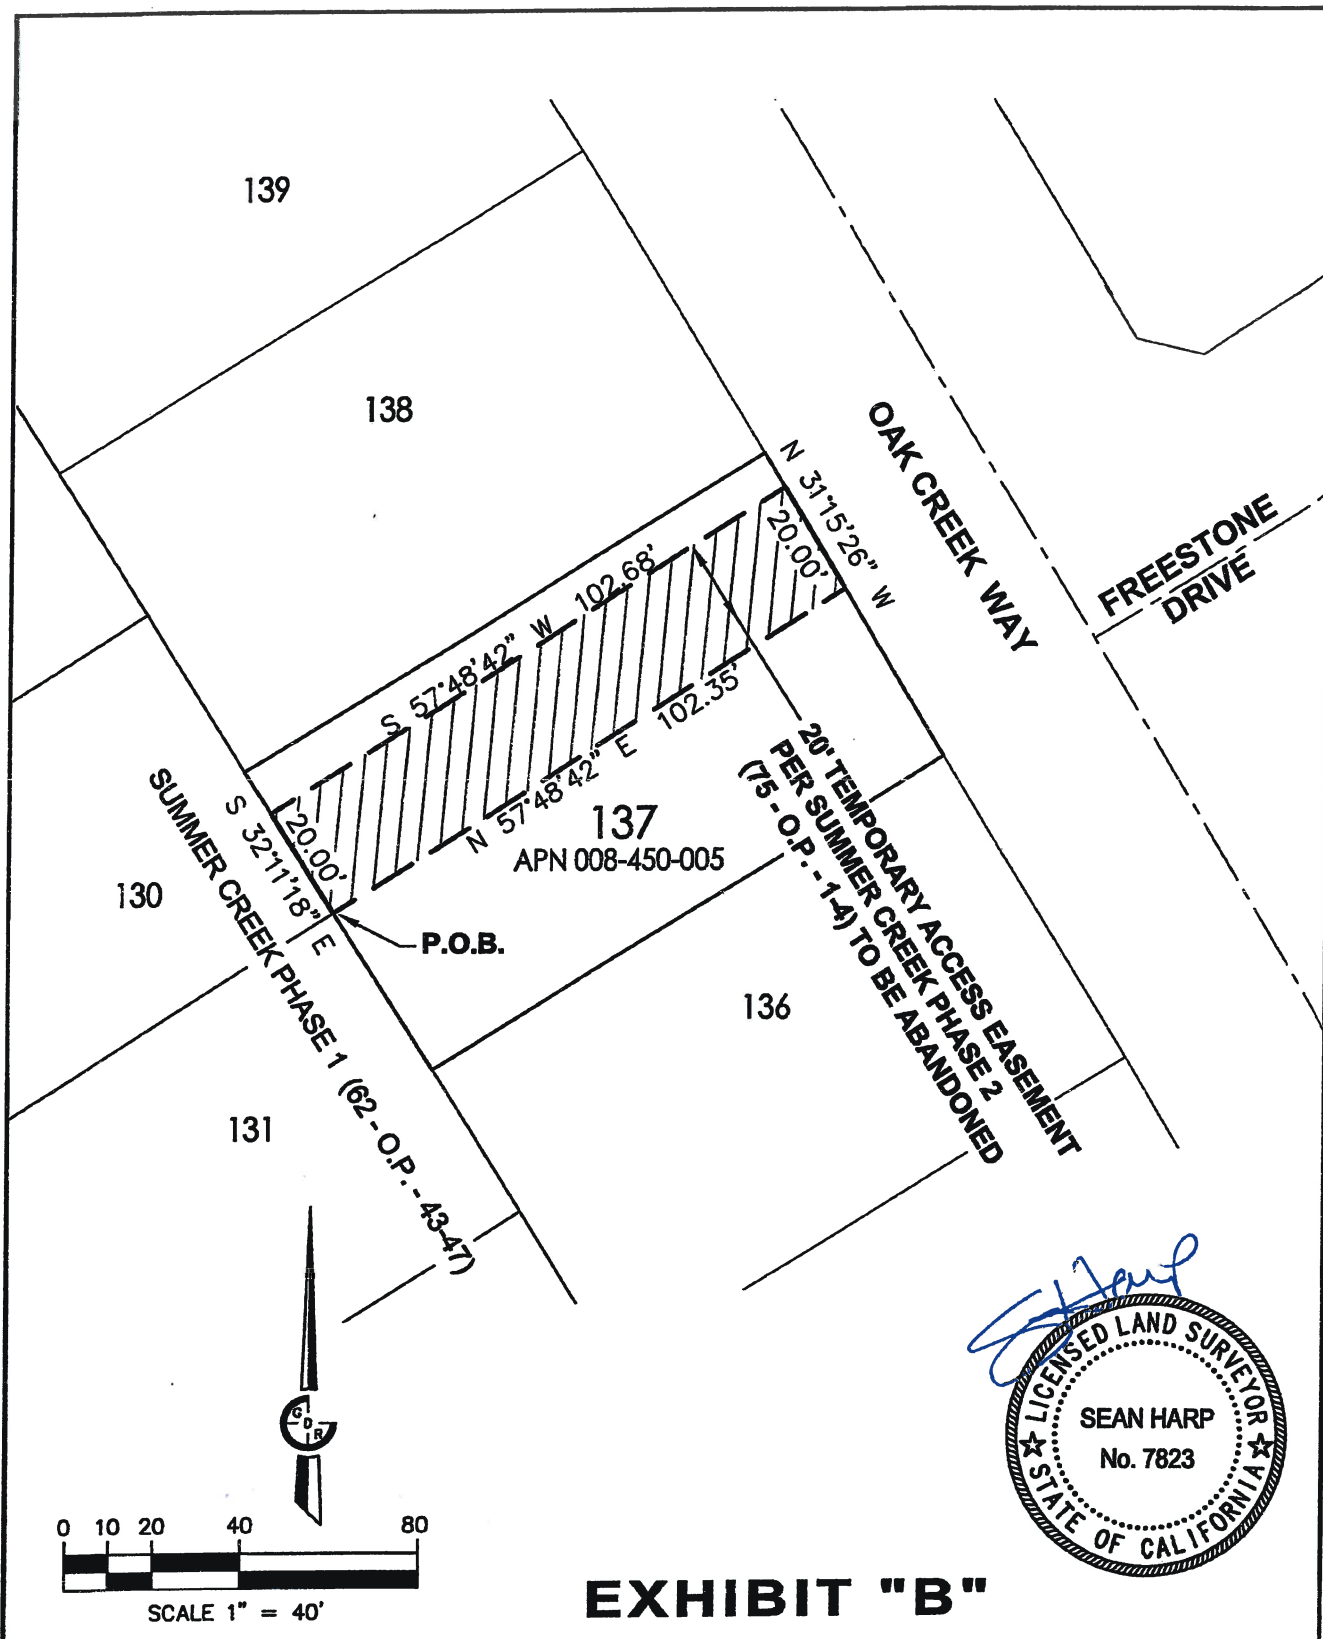 139
138
OAK CREEK WAY
FREESTONE
DRIVE
N 31°15'26" W
20.00'
S 57°48'42" W 102.68'
N 57°48'42" E 102.35'
20.00'
S 32°11'18" E
137
APN 008-450-005
20' TEMPORARY ACCESS EASEMENT
PER SUMMER CREEK PHASE 2
(75 - O.P. - 1-4) TO BE ABANDONED
130
P.O.B.
SUMMER CREEK PHASE 1 (62 - O.P. - 43-47)
136
131
G
D
R
0 10 20 40 80
SCALE 1" = 40'
S Harp
LICENSED LAND SURVEYOR
SEAN HARP
No. 7823
STATE OF CALIFORNIA
EXHIBIT "B"